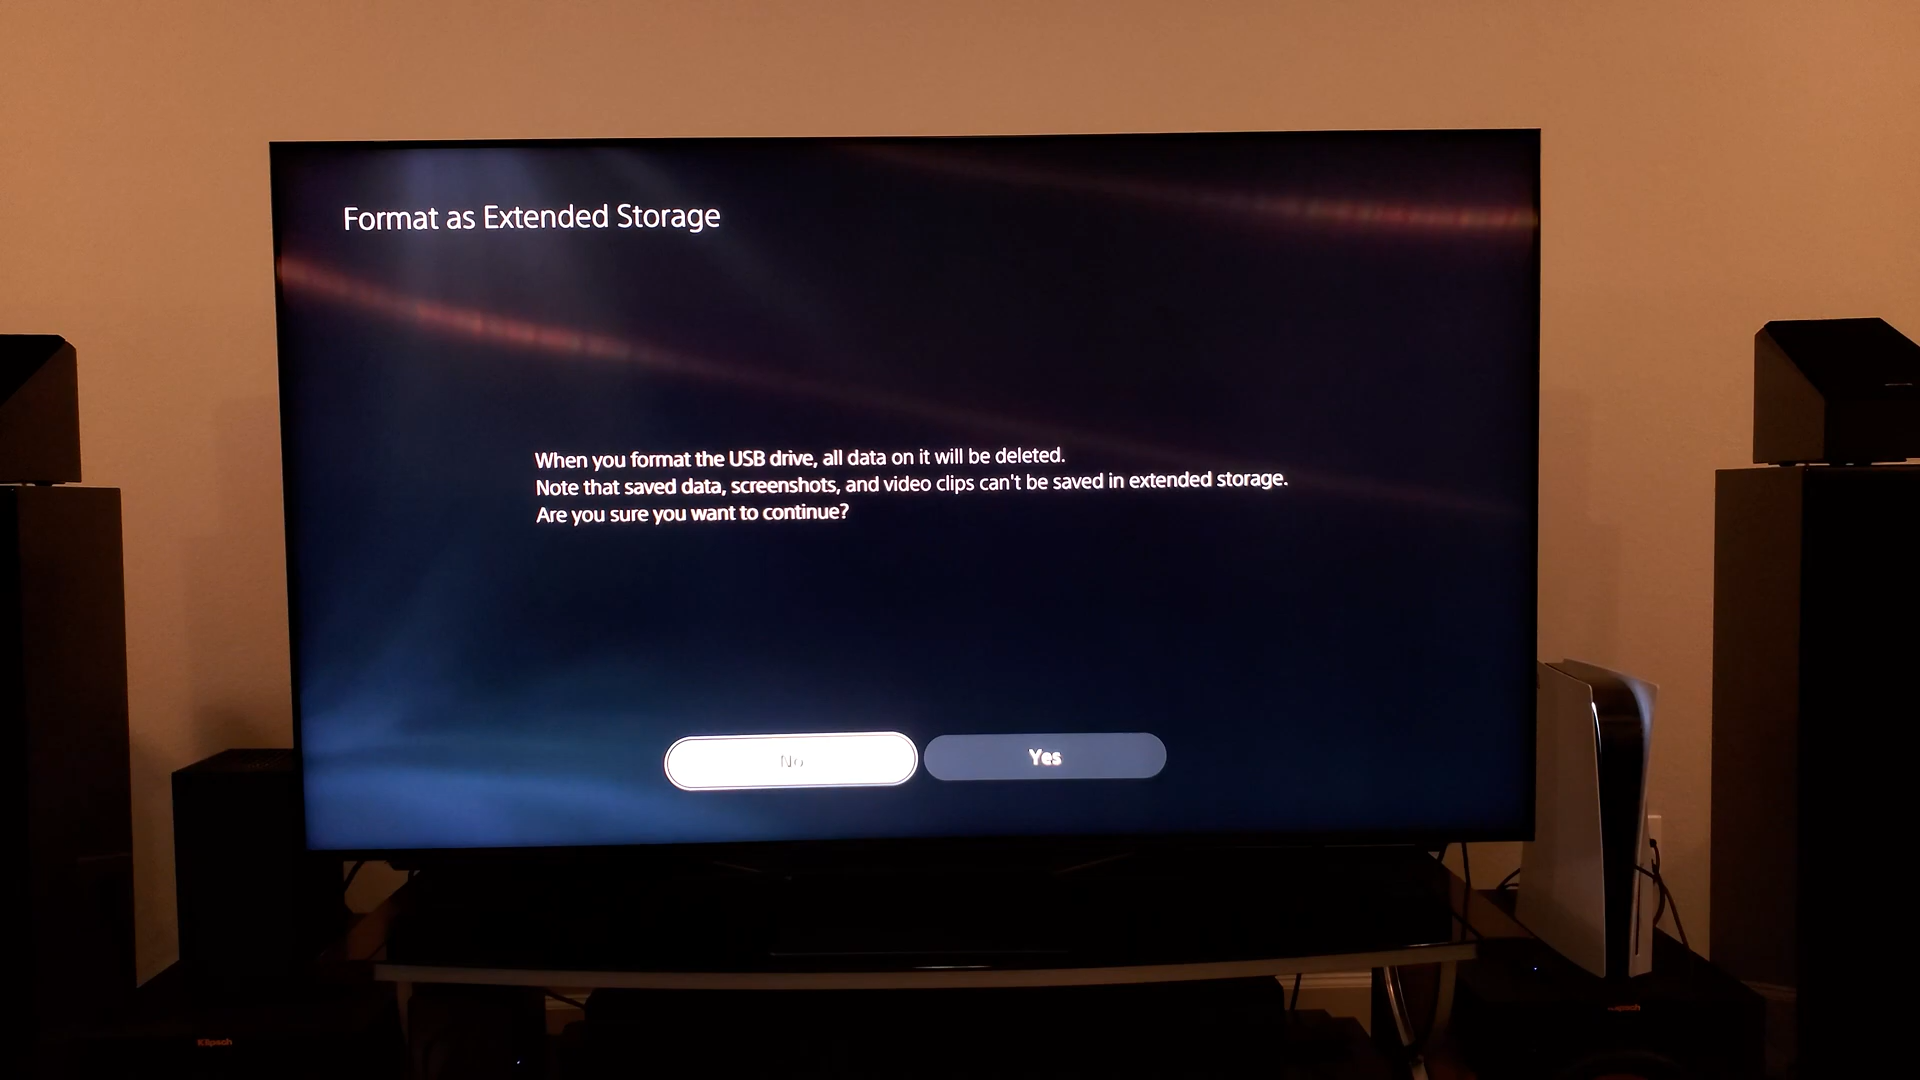 Format as Extended Storage
When you format the USB drive, all data on it will be deleted.
Note that saved data, screenshots, and video clips can't be saved in extended storage.
Are you sure you want to continue?
No
Yes
Klipsch
Klipsch